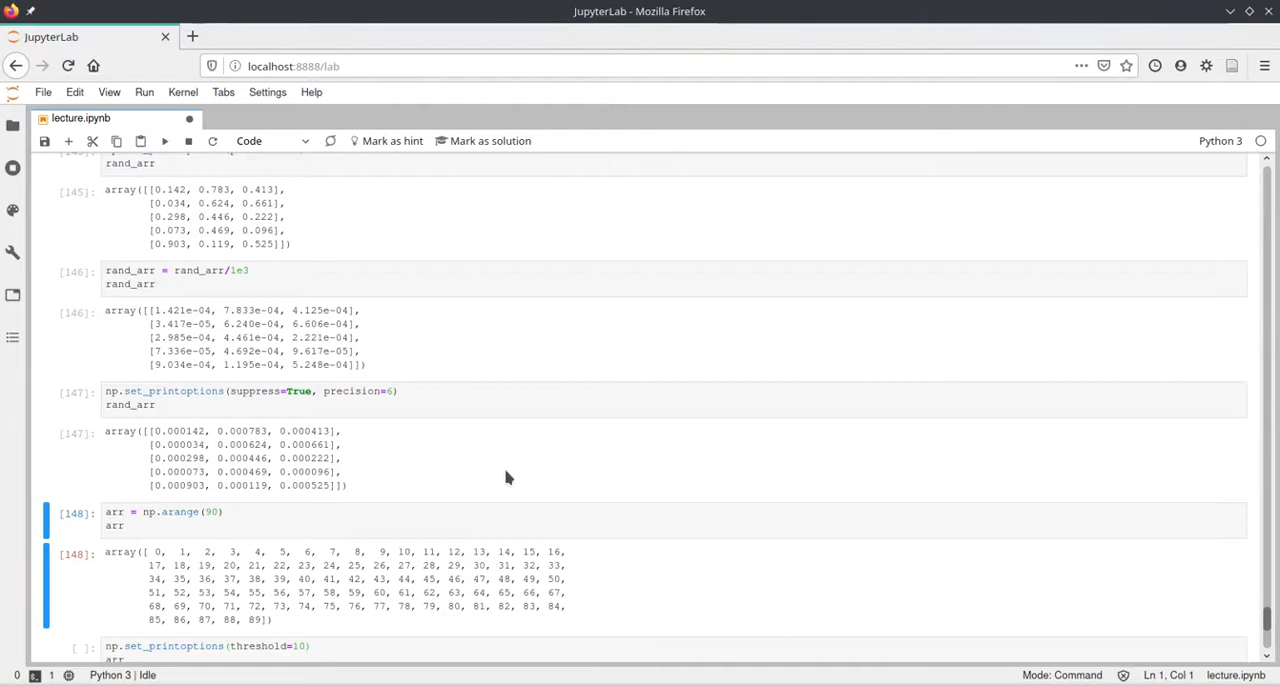 JupyterLab - Mozilla Firefox
JupyterLab
localhost:8888/lab
File Edit View Run Kernel Tabs Settings Help
lecture.ipynb
Code Mark as hint Mark as solution Python 3
rand_arr
[145]: array([[0.142, 0.783, 0.413],
[0.034, 0.624, 0.661],
[0.298, 0.446, 0.222],
[0.073, 0.469, 0.096],
[0.903, 0.119, 0.525]])
[146]: rand_arr = rand_arr/1e3
rand_arr
[146]: array([[1.421e-04, 7.833e-04, 4.125e-04],
[3.417e-05, 6.240e-04, 6.606e-04],
[2.985e-04, 4.461e-04, 2.221e-04],
[7.336e-05, 4.692e-04, 9.617e-05],
[9.034e-04, 1.195e-04, 5.248e-04]])
[147]: np.set_printoptions(suppress=True, precision=6)
rand_arr
[147]: array([[0.000142, 0.000783, 0.000413],
[0.000034, 0.000624, 0.000661],
[0.000298, 0.000446, 0.000222],
[0.000073, 0.000469, 0.000096],
[0.000903, 0.000119, 0.000525]])
[148]: arr = np.arange(90)
arr
[148]: array([ 0, 1, 2, 3, 4, 5, 6, 7, 8, 9, 10, 11, 12, 13, 14, 15, 16,
17, 18, 19, 20, 21, 22, 23, 24, 25, 26, 27, 28, 29, 30, 31, 32, 33,
34, 35, 36, 37, 38, 39, 40, 41, 42, 43, 44, 45, 46, 47, 48, 49, 50,
51, 52, 53, 54, 55, 56, 57, 58, 59, 60, 61, 62, 63, 64, 65, 66, 67,
68, 69, 70, 71, 72, 73, 74, 75, 76, 77, 78, 79, 80, 81, 82, 83, 84,
85, 86, 87, 88, 89])
[ ]: np.set_printoptions(threshold=10)
arr
0 1 Python 3 | Idle Mode: Command Ln 1, Col 1 lecture.ipynb